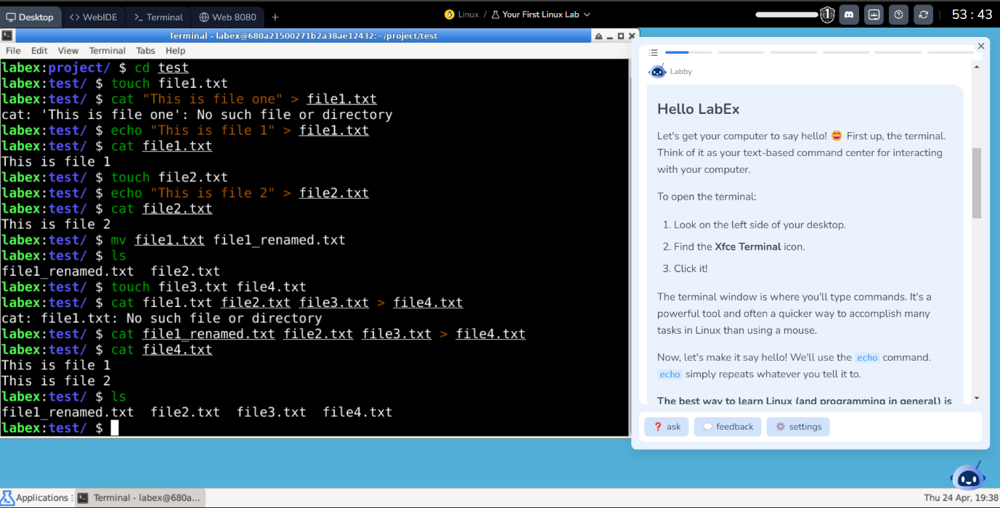 Desktop
<> WebIDE
>_ Terminal
Web 8080
+
Linux / Your First Linux Lab
1
53 : 43
Terminal - labex@680a21500271b2a38ae12432:~/project/test
File Edit View Terminal Tabs Help
labex:project/ $ cd test
labex:test/ $ touch file1.txt
labex:test/ $ cat "This is file one" > file1.txt
cat: 'This is file one': No such file or directory
labex:test/ $ echo "This is file 1" > file1.txt
labex:test/ $ cat file1.txt
This is file 1
labex:test/ $ touch file2.txt
labex:test/ $ echo "This is file 2" > file2.txt
labex:test/ $ cat file2.txt
This is file 2
labex:test/ $ mv file1.txt file1_renamed.txt
labex:test/ $ ls
file1_renamed.txt  file2.txt
labex:test/ $ touch file3.txt file4.txt
labex:test/ $ cat file1.txt file2.txt file3.txt > file4.txt
cat: file1.txt: No such file or directory
labex:test/ $ cat file1_renamed.txt file2.txt file3.txt > file4.txt
labex:test/ $ cat file4.txt
This is file 1
This is file 2
labex:test/ $ ls
file1_renamed.txt  file2.txt  file3.txt  file4.txt
labex:test/ $
Labby
Hello LabEx
Let's get your computer to say hello! 😄 First up, the terminal.
Think of it as your text-based command center for interacting
with your computer.
To open the terminal:
1. Look on the left side of your desktop.
2. Find the Xfce Terminal icon.
3. Click it!
The terminal window is where you'll type commands. It's a
powerful tool and often a quicker way to accomplish many
tasks in Linux than using a mouse.
Now, let's make it say hello! We'll use the echo command.
echo simply repeats whatever you tell it to.
The best way to learn Linux (and programming in general) is
❓ ask
💬 feedback
⚙️ settings
Applications
Terminal - labex@680a...
Thu 24 Apr, 19:38